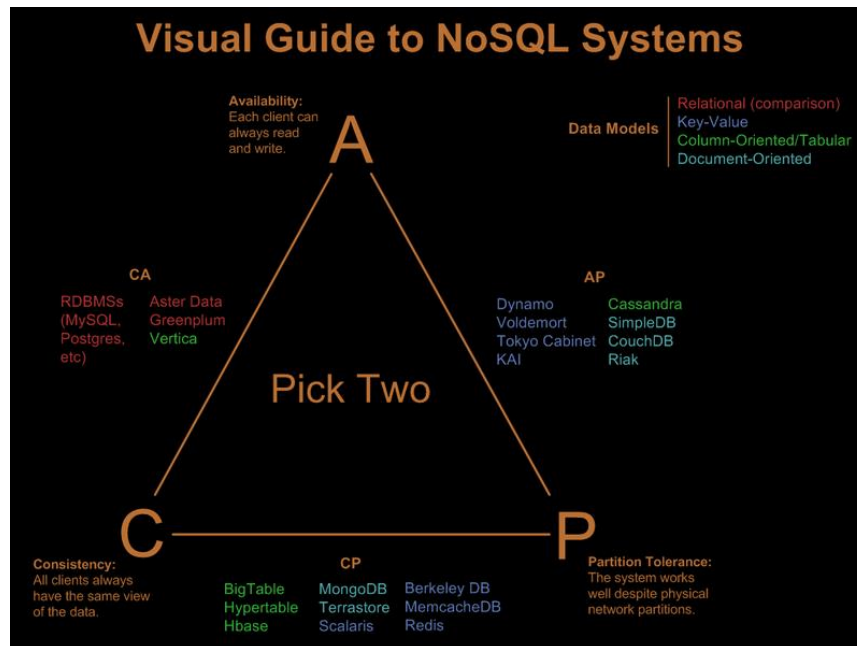 Visual Guide to NoSQL Systems
Availability:
Each client can
always read
and write.
A
Data Models
Relational (comparison)
Key-Value
Column-Oriented/Tabular
Document-Oriented
CA
RDBMSs
(MySQL,
Postgres,
etc)
Aster Data
Greenplum
Vertica
AP
Dynamo
Voldemort
Tokyo Cabinet
KAI
Cassandra
SimpleDB
CouchDB
Riak
Pick Two
C
P
Consistency:
All clients always
have the same view
of the data.
CP
BigTable
Hypertable
Hbase
MongoDB
Terrastore
Scalaris
Berkeley DB
MemcacheDB
Redis
Partition Tolerance:
The system works
well despite physical
network partitions.